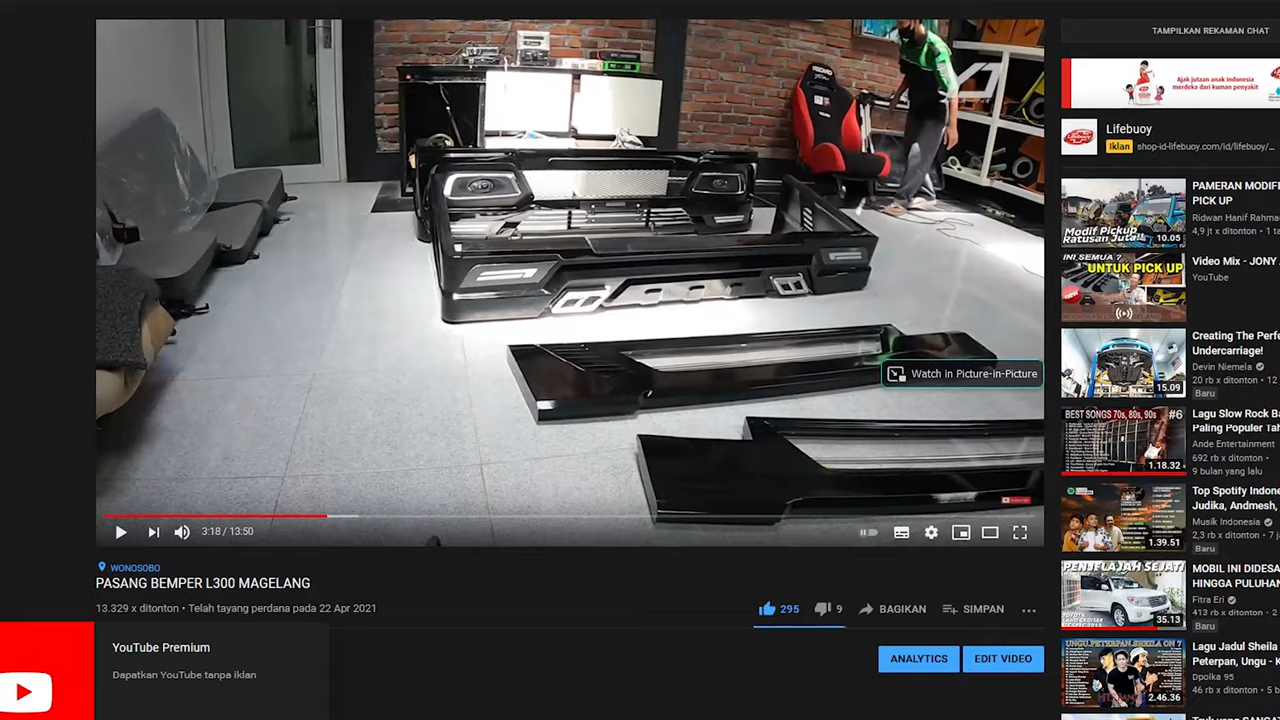 TAMPILKAN REKAMAN CHAT
Ajak jutaan anak Indonesia
merdeka dari kuman penyakit
Lifebuoy
Iklan shop-id-lifebuoy.com/id/lifebuoy/...
PAMERAN MODIF
PICK UP
Ridwan Hanif Rahma
4,9 jt x ditonton • 1 ta
Modif Pickup
Ratusan Juta!
10.05
Video Mix - JONY
YouTube
INI SEMUA ?
UNTUK PICK UP
new
Creating The Perfe
Undercarriage!
Devin Niemela
20 rb x ditonton • 12
Baru
15.09
Lagu Slow Rock Ba
Paling Populer Tah
Ande Entertainment
692 rb x ditonton •
9 bulan yang lalu
BEST SONGS 70s, 80s, 90s #6
1.18.32
Top Spotify Indone
Judika, Andmesh,
Musik Indonesia
2,3 rb x ditonton • 7 j
Baru
1.39.51
MOBIL INI DIDESA
HINGGA PULUHAN
Fitra Eri
413 rb x ditonton • 2
Baru
PENJELAJAH SEJATI
35.13
Lagu Jadul Sheila
Peterpan, Ungu - K
Dpolka 95
46 rb x ditonton • 5 b
UNGU.PETERPAN.SHEILA ON 7
2.46.36
Watch in Picture-in-Picture
3:18 / 13:50
WONOSOBO
PASANG BEMPER L300 MAGELANG
13.329 x ditonton • Telah tayang perdana pada 22 Apr 2021
295 9 BAGIKAN SIMPAN
YouTube Premium
Dapatkan YouTube tanpa iklan
ANALYTICS EDIT VIDEO